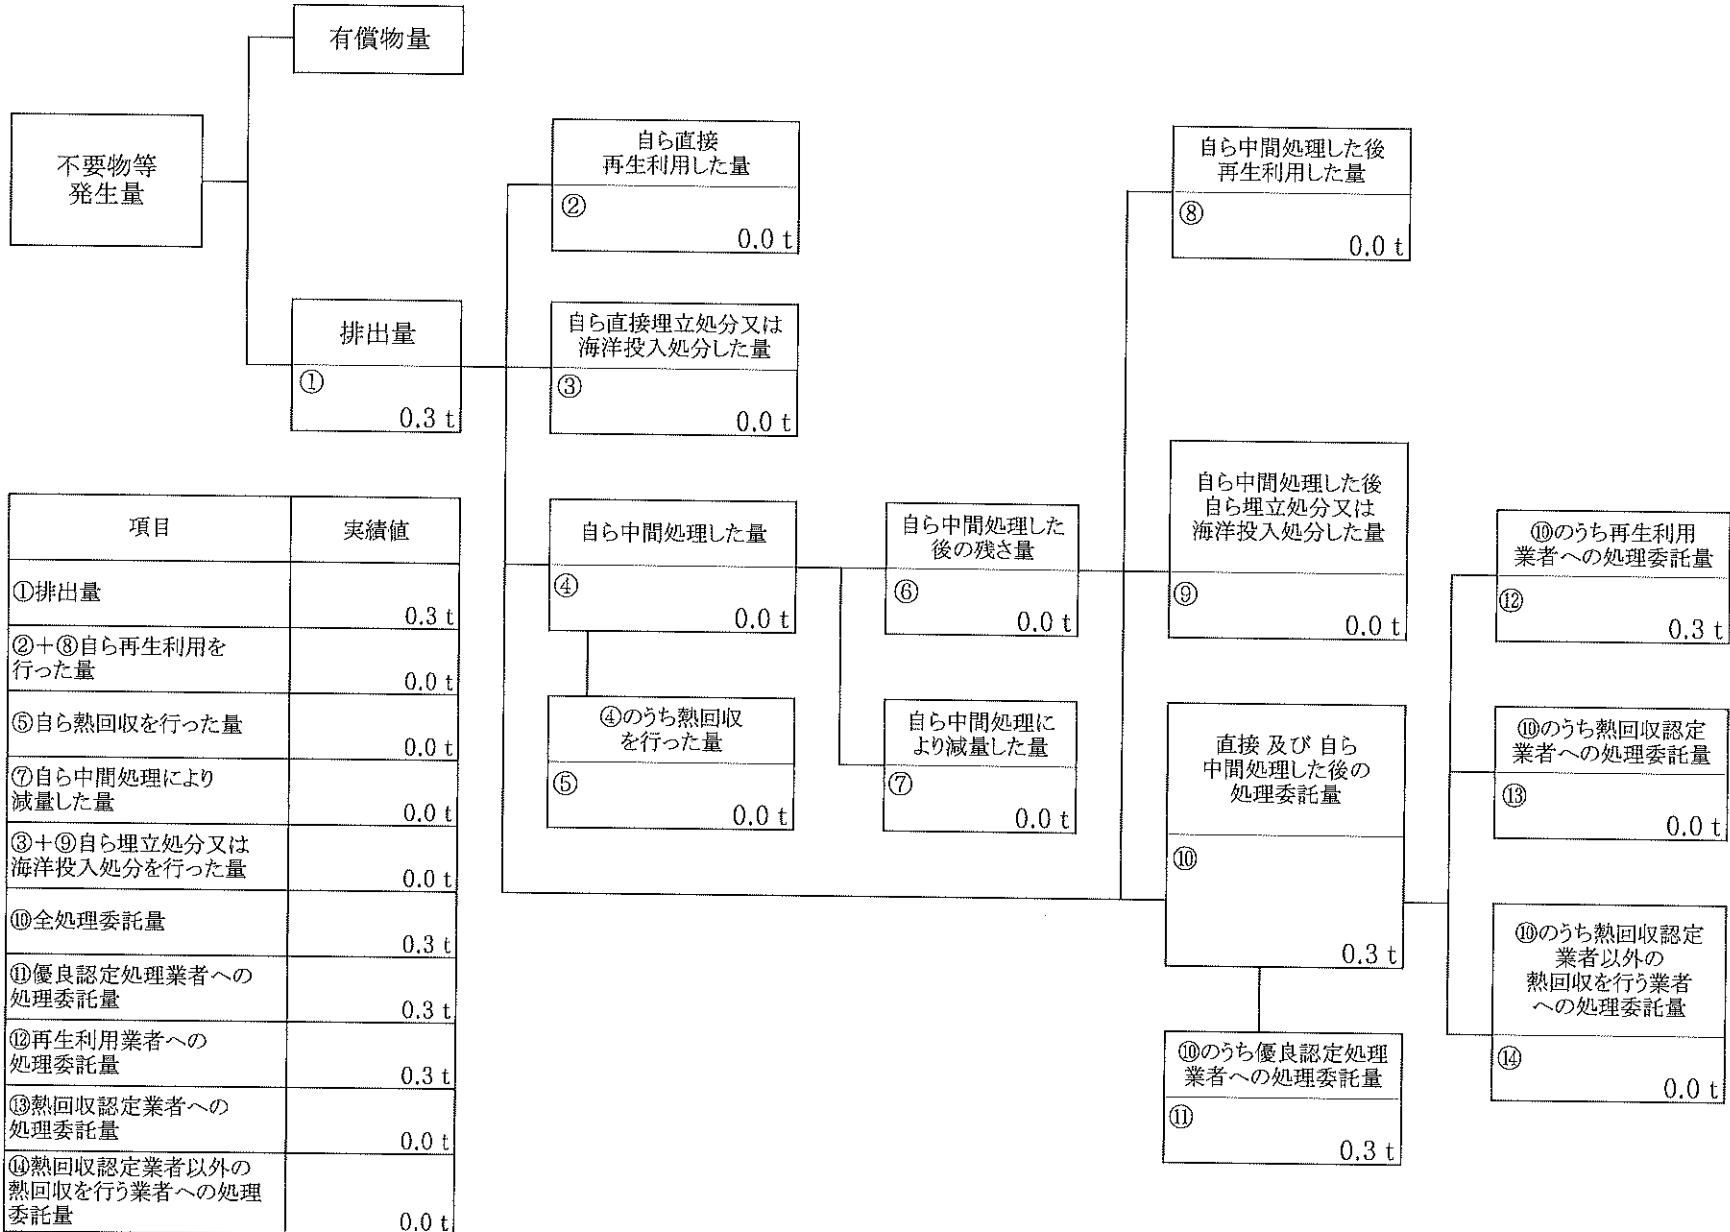 有償物量
不要物等
発生量
排出量
①
0.3 t
自ら直接
再生利用した量
②
0.0 t
自ら直接埋立処分又は
海洋投入処分した量
③
0.0 t
自ら中間処理した量
④
0.0 t
④のうち熱回収
を行った量
⑤
0.0 t
自ら中間処理した
後の残さ量
⑥
0.0 t
自ら中間処理に
より減量した量
⑦
0.0 t
自ら中間処理した後
再生利用した量
⑧
0.0 t
自ら中間処理した後
自ら埋立処分又は
海洋投入処分した量
⑨
0.0 t
直接 及び 自ら
中間処理した後の
処理委託量
⑩
0.3 t
⑩のうち優良認定処理
業者への処理委託量
⑪
0.3 t
⑩のうち再生利用
業者への処理委託量
⑫
0.3 t
⑩のうち熱回収認定
業者への処理委託量
⑬
0.0 t
⑩のうち熱回収認定
業者以外の
熱回収を行う業者
への処理委託量
⑭
0.0 t
項目 実績値
①排出量
0.3 t
②+⑧自ら再生利用を
行った量
0.0 t
⑤自ら熱回収を行った量
0.0 t
⑦自ら中間処理により
減量した量
0.0 t
③+⑨自ら埋立処分又は
海洋投入処分を行った量
0.0 t
⑩全処理委託量
0.3 t
⑪優良認定処理業者への
処理委託量
0.3 t
⑫再生利用業者への
処理委託量
0.3 t
⑬熱回収認定業者への
処理委託量
0.0 t
⑭熱回収認定業者以外の
熱回収を行う業者への処理
委託量
0.0 t